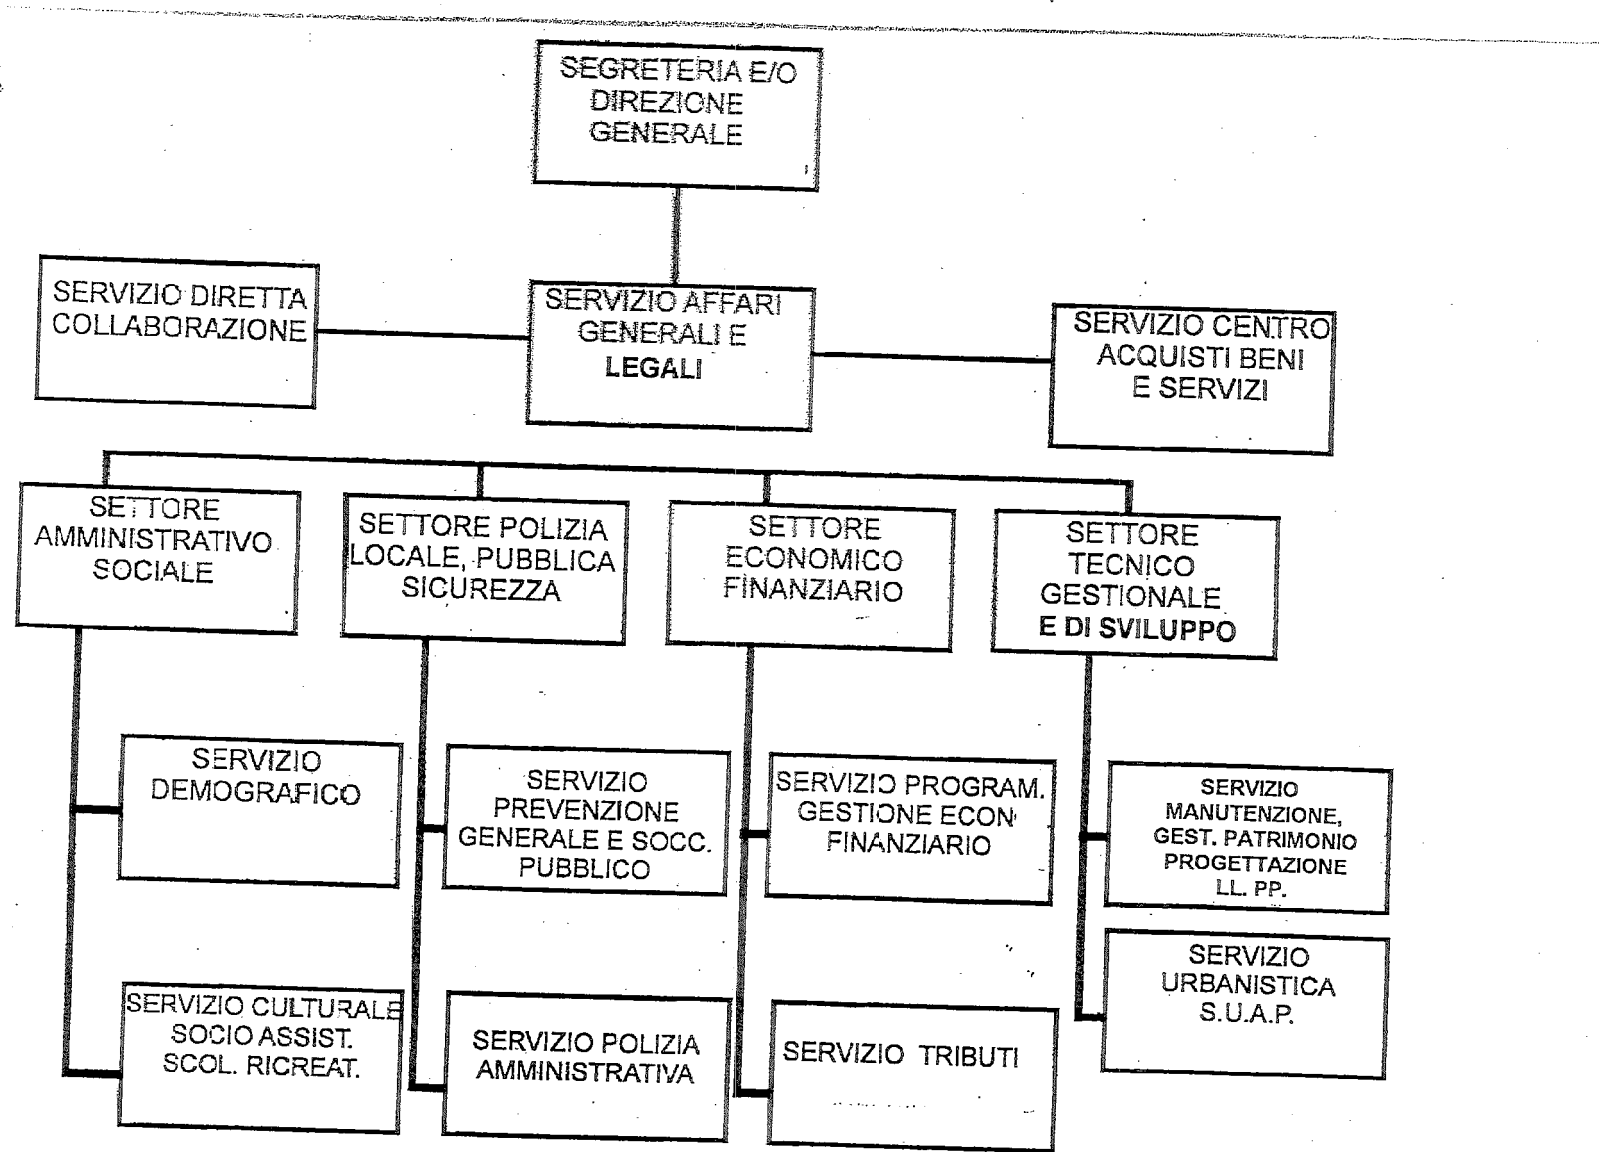 SEGRETERIA E/O
DIREZIONE
GENERALE
SERVIZIO DIRETTA
COLLABORAZIONE
SERVIZIO AFFARI
GENERALI E
LEGALI
SERVIZIO CENTRO
ACQUISTI BENI
E SERVIZI
SETTORE
AMMINISTRATIVO
SOCIALE
SETTORE POLIZIA
LOCALE, PUBBLICA
SICUREZZA
SETTORE
ECONOMICO
FINANZIARIO
SETTORE
TECNICO
GESTIONALE
E DI SVILUPPO
SERVIZIO
DEMOGRAFICO
SERVIZIO
PREVENZIONE
GENERALE E SOCC.
PUBBLICO
SERVIZIO PROGRAM.
GESTIONE ECON
FINANZIARIO
SERVIZIO
MANUTENZIONE,
GEST. PATRIMONIO
PROGETTAZIONE
LL. PP.
SERVIZIO CULTURALE
SOCIO ASSIST.
SCOL. RICREAT.
SERVIZIO POLIZIA
AMMINISTRATIVA
SERVIZIO TRIBUTI
SERVIZIO
URBANISTICA
S.U.A.P.